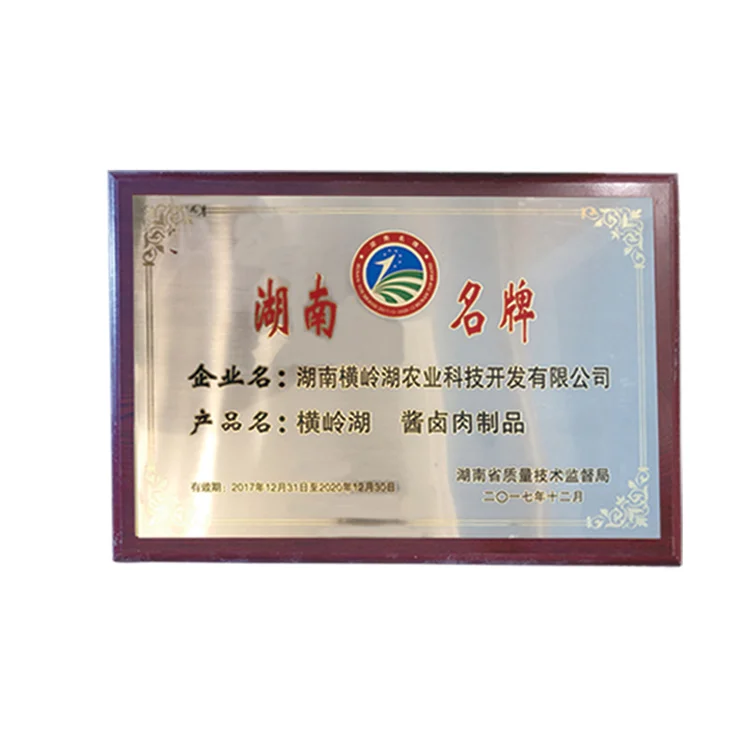 湖南名牌
湖南名牌
企业名：湖南横岭湖农业科技开发有限公司
产品名：横岭湖 酱卤肉制品
有效期：2017年12月31日至2020年12月30日
湖南省质量技术监督局
二〇一七年十二月